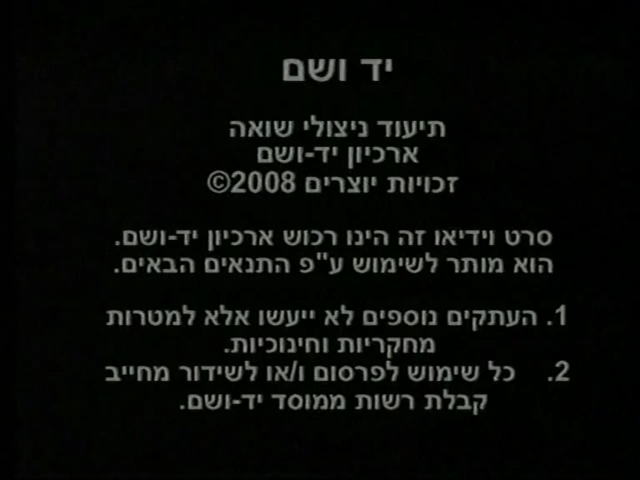 יד ושם
תיעוד ניצולי שואה
ארכיון יד-ושם
זכויות יוצרים 2008©
סרט וידיאו זה הינו רכוש ארכיון יד-ושם.
הוא מותר לשימוש ע"פ התנאים הבאים.
1. העתקים נוספים לא ייעשו אלא למטרות
מחקריות וחינוכיות.
2. כל שימוש לפרסום ו/או לשידור מחייב
קבלת רשות ממוסד יד-ושם.